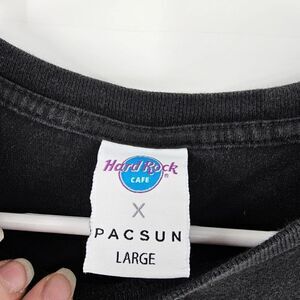 Hard Rock®
CAFE
X
PACSUN
LARGE